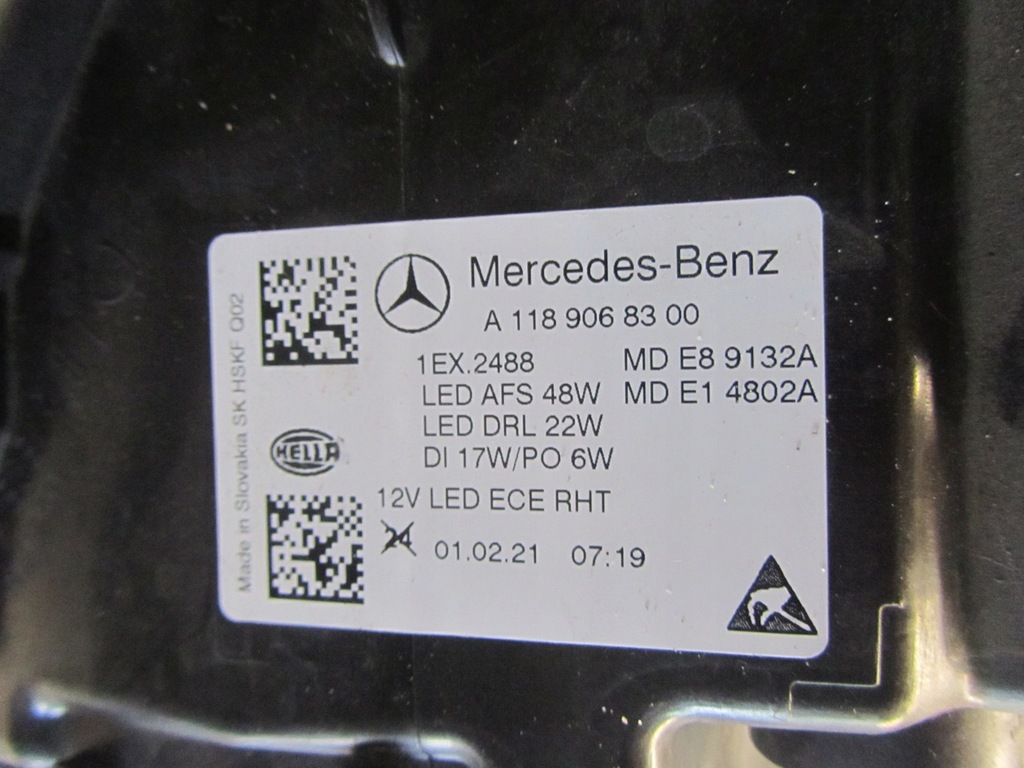 Mercedes-Benz
A 118 906 83 00
1EX.2488 MD E8 9132A
LED AFS 48W MD E1 4802A
LED DRL 22W
DI 17W/PO 6W
12V LED ECE RHT
24 01.02.21 07:19
HELLA
Made in Slovakia SK HSKF Q02